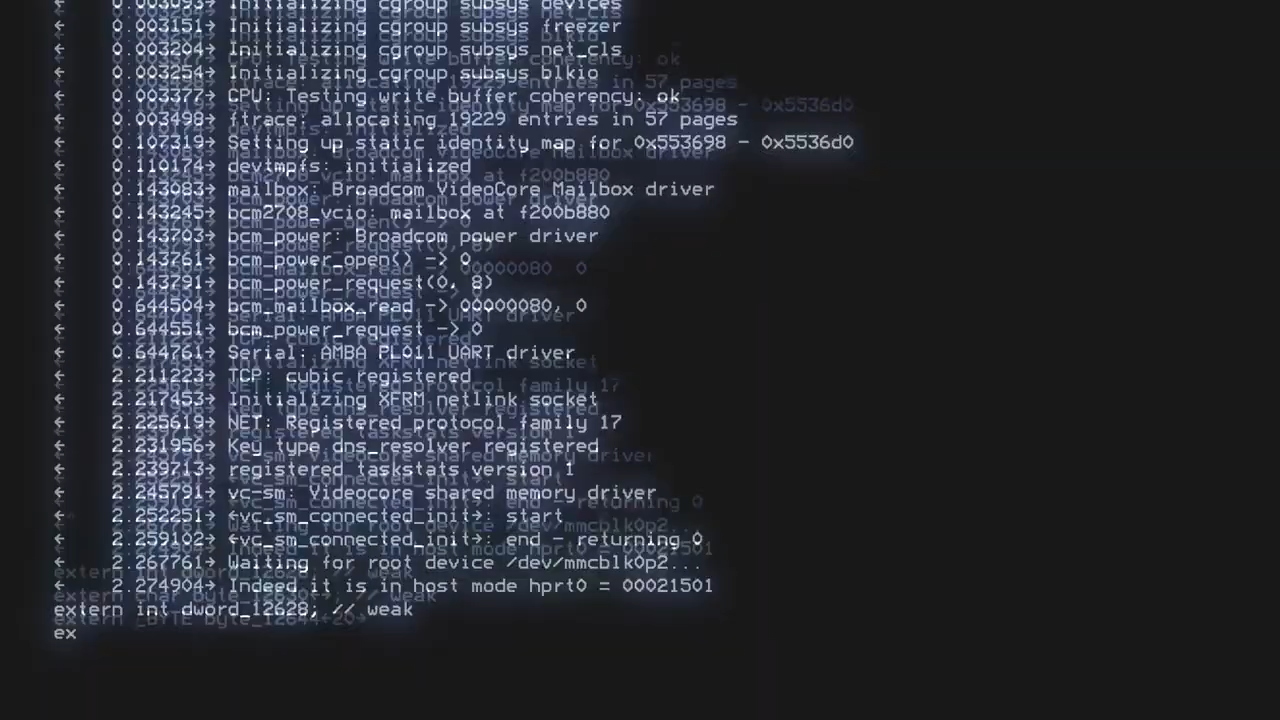 ← 0.003093→ Initializing cgroup subsys devices
← 0.003151→ Initializing cgroup subsys freezer
← 0.003204→ Initializing cgroup subsys net_cls
← 0.003254→ Initializing cgroup subsys blkio
← 0.003377→ CPU: Testing write buffer coherency: ok
← 0.003498→ ftrace: allocating 19229 entries in 57 pages
← 0.107319→ Setting up static identity map for 0x553698 - 0x5536d0
← 0.110174→ devtmpfs: initialized
← 0.143083→ mailbox: Broadcom VideoCore Mailbox driver
← 0.143245→ bcm2708_vcio: mailbox at f200b880
← 0.143703→ bcm_power: Broadcom power driver
← 0.143761→ bcm_power_open() -> 0
← 0.143791→ bcm_power_request(0, 8)
← 0.644504→ bcm_mailbox_read -> 00000080, 0
← 0.644551→ bcm_power_request -> 0
← 0.644761→ Serial: AMBA PL011 UART driver
← 2.211223→ TCP: cubic registered
← 2.217453→ Initializing XFRM netlink socket
← 2.225619→ NET: Registered protocol family 17
← 2.231956→ Key type dns_resolver registered
← 2.239713→ registered taskstats version 1
← 2.245791→ vc-sm: Videocore shared memory driver
← 2.252251→ ←vc_sm_connected_init→: start
← 2.259102→ ←vc_sm_connected_init→: end - returning 0
← 2.267761→ Waiting for root device /dev/mmcblk0p2...
← 2.274904→ Indeed it is in host mode hprt0 = 00021501
extern int dword_12628; // weak
ex